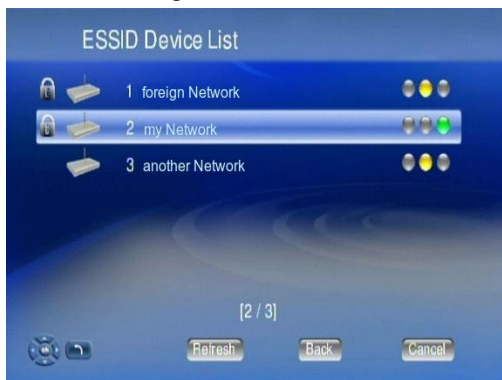 ESSID Device List
1 foreign Network
2 my Network
3 another Network
[2 / 3]
Refresh Back Cancel